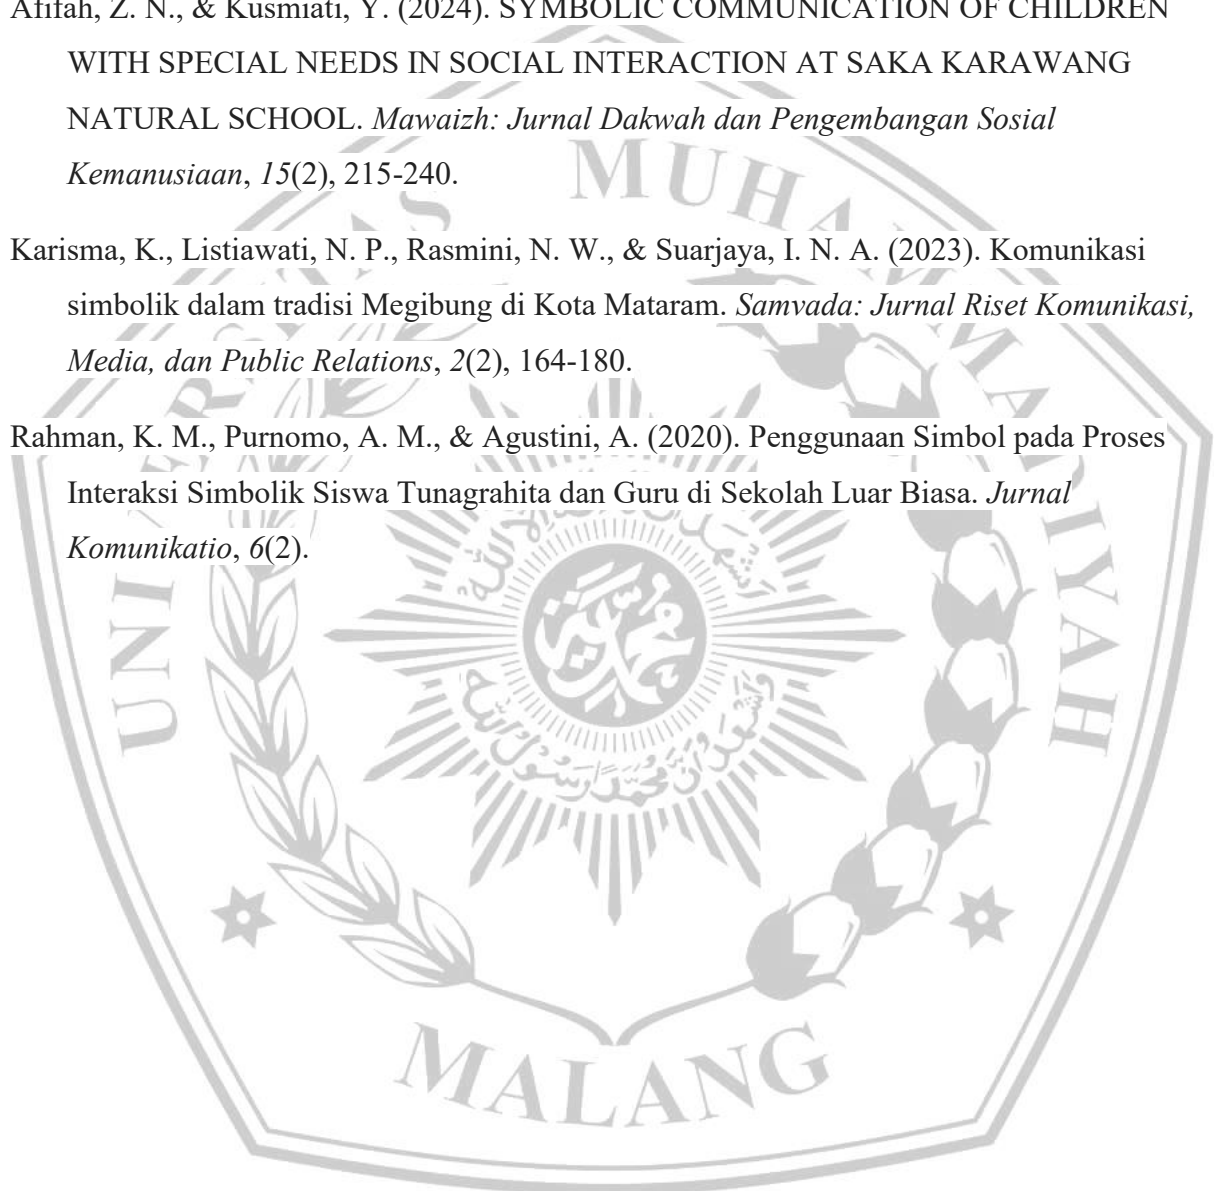 Afifah, Z. N., & Kusmiati, Y. (2024). SYMBOLIC COMMUNICATION OF CHILDREN
WITH SPECIAL NEEDS IN SOCIAL INTERACTION AT SAKA KARAWANG
NATURAL SCHOOL. Mawaizh: Jurnal Dakwah dan Pengembangan Sosial
Kemanusiaan, 15(2), 215-240.
Karisma, K., Listiawati, N. P., Rasmini, N. W., & Suarjaya, I. N. A. (2023). Komunikasi
simbolik dalam tradisi Megibung di Kota Mataram. Samvada: Jurnal Riset Komunikasi,
Media, dan Public Relations, 2(2), 164-180.
Rahman, K. M., Purnomo, A. M., & Agustini, A. (2020). Penggunaan Simbol pada Proses
Interaksi Simbolik Siswa Tunagrahita dan Guru di Sekolah Luar Biasa. Jurnal
Komunikatio, 6(2).
UNIVERSITAS MUHAMMADIYAH
MALANG